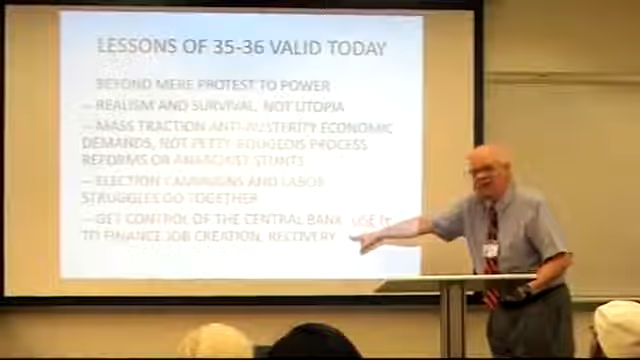 LESSONS OF 35-36 VALID TODAY
BEYOND MERE PROTEST TO POWER
– REALISM AND SURVIVAL, NOT UTOPIA
– MASS TRACTION ANTI-AUSTERITY ECONOMIC
DEMANDS, NOT PETTY BOUGEOIS PROCESS
REFORMS OR ANARCHIST STUNTS
– ELECTION CAMPAIGNS AND LABOR
STRUGGLES GO TOGETHER
– GET CONTROL OF THE CENTRAL BANK, USE IT
TO FINANCE JOB CREATION, RECOVERY